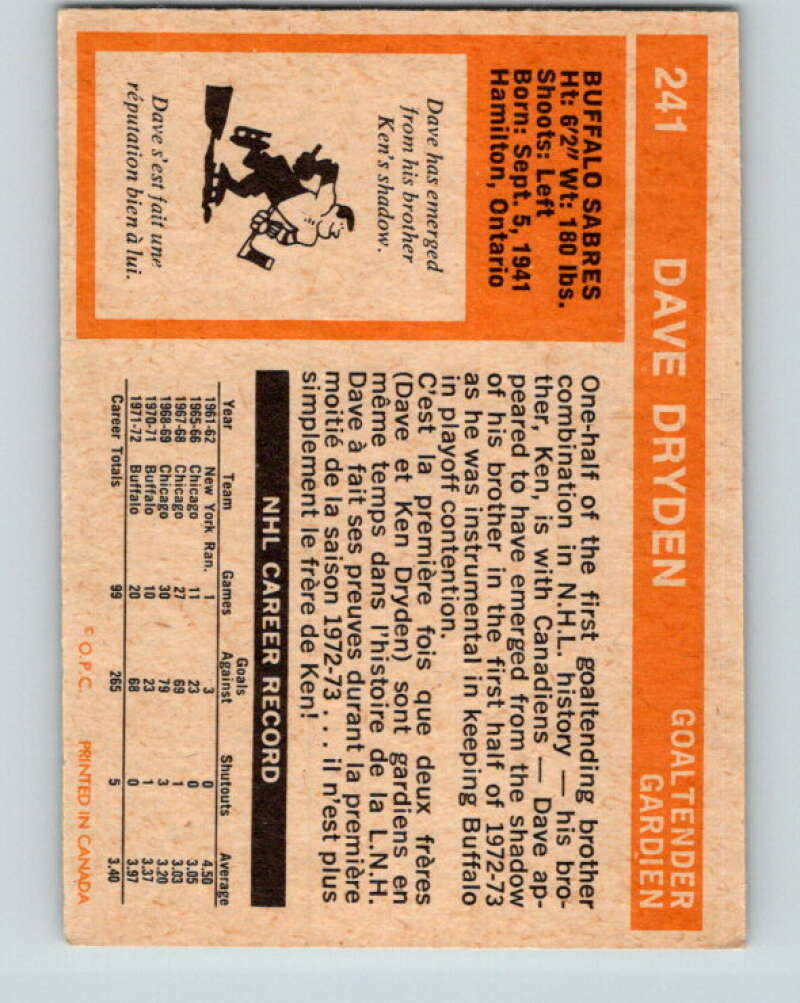 241 DAVE DRYDEN GOALTENDER
GARDIEN
BUFFALO SABRES
Ht: 6'2" Wt: 180 lbs.
Shoots: Left
Born: Sept. 5, 1941
Hamilton, Ontario
Dave has emerged
from his brother
Ken's shadow.
Dave s'est fait une
réputation bien à lui.
One-half of the first goaltending brother
combination in N.H.L. history — his bro-
ther, Ken, is with Canadiens — Dave ap-
peared to have emerged from the shadow
of his brother in the first half of 1972-73
as he was instrumental in keeping Buffalo
in playoff contention.
C'est la première fois que deux frères
(Dave et Ken Dryden) sont gardiens en
même temps dans l'histoire de la L.N.H.
Dave à fait ses preuves durant la première
moitié de la saison 1972-73 . . . il n'est plus
simplement le frère de Ken!
NHL CAREER RECORD
Year Team Games Goals Against Shutouts Average
1961-62 New York Ran. 1 3 0 4.50
1965-66 Chicago 11 23 0 3.05
1967-68 Chicago 27 69 1 3.03
1968-69 Chicago 30 79 3 3.20
1970-71 Buffalo 10 23 1 3.37
1971-72 Buffalo 20 68 0 3.97
Career Totals 99 265 5 3.40
© O.P.C. PRINTED IN CANADA